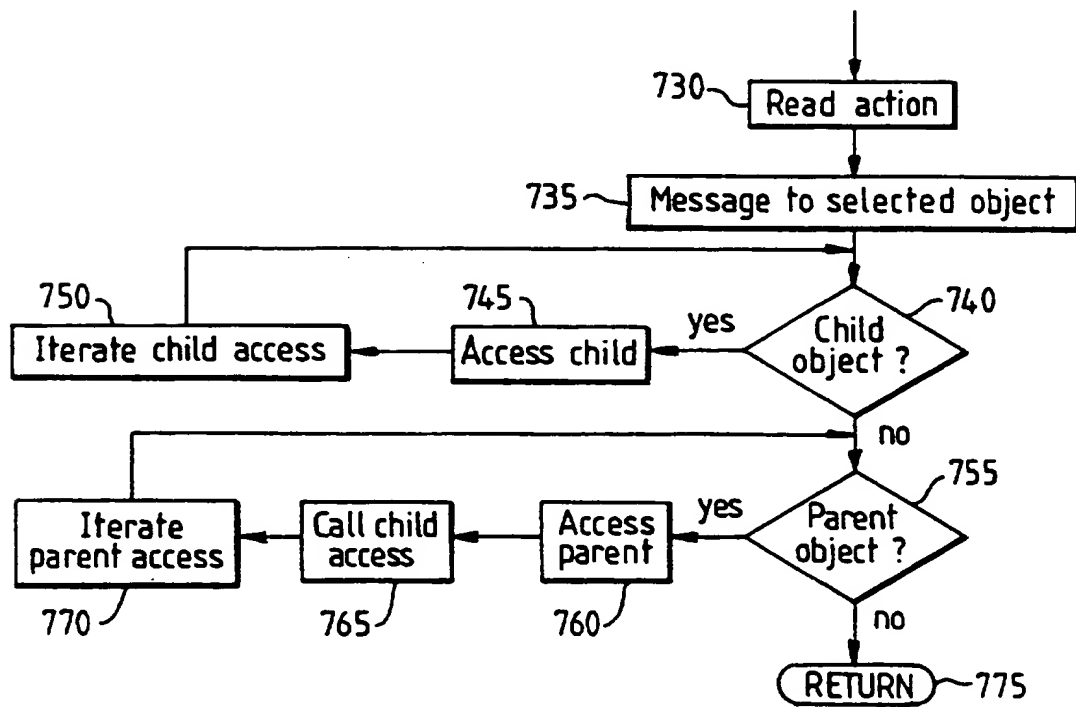 730
Read action
735
Message to selected object
740
Child
object ?
yes
745
Access child
750
Iterate child access
no
755
Parent
object ?
yes
Access
parent
760
Call child
access
765
Iterate
parent access
770
no
RETURN
775